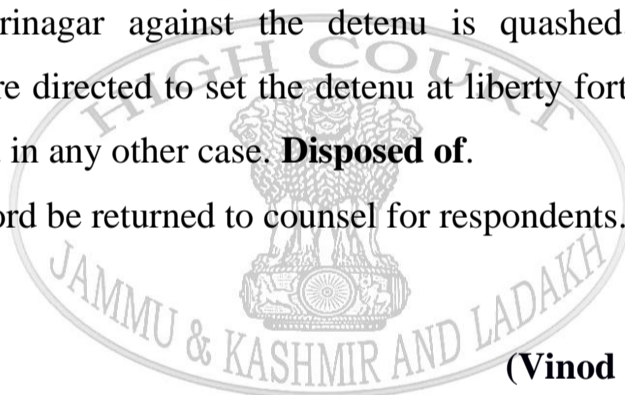 rinagar against the detenu is quashed.
re directed to set the detenu at liberty fort
in any other case. Disposed of.
ord be returned to counsel for respondents.
HIGH COURT
JAMMU & KASHMIR AND LADAKH
(Vinod